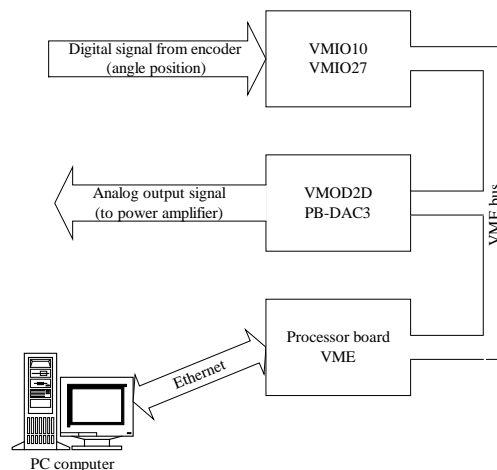 Digital signal from encoder
(angle position)
VMIO10
VMIO27
Analog output signal
(to power amplifier)
VMOD2D
PB-DAC3
VME bus
Processor board
VME
Ethernet
PC computer